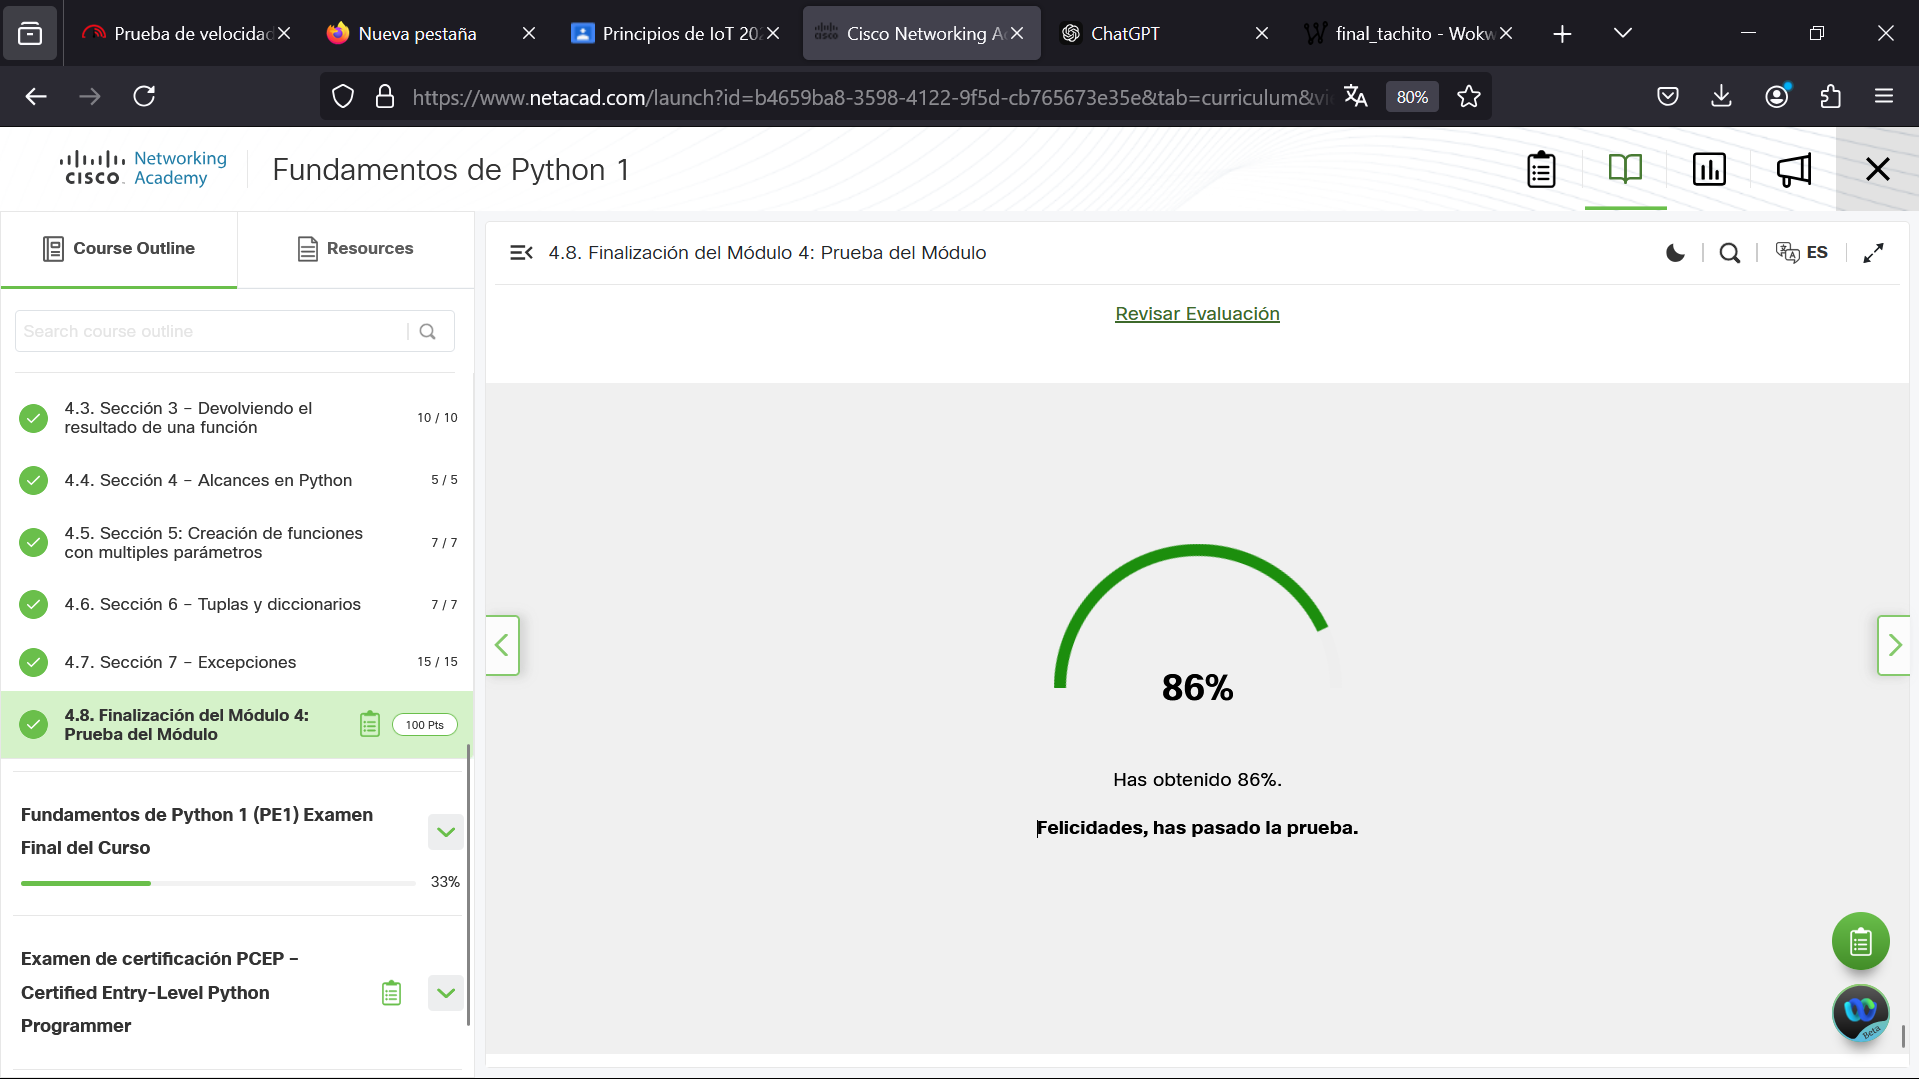 Prueba de velocidad
Nueva pestaña
Principios de IoT 202
Cisco Networking A
ChatGPT
final_tachito - Wokw
https://www.netacad.com/launch?id=b4659ba8-3598-4122-9f5d-cb765673e35e&tab=curriculum&vi
80%
cisco
Networking
Academy
Fundamentos de Python 1
Course Outline
Resources
4.8. Finalización del Módulo 4: Prueba del Módulo
ES
Search course outline
Revisar Evaluación
4.3. Sección 3 - Devolviendo el
resultado de una función
10 / 10
4.4. Sección 4 - Alcances en Python
5 / 5
4.5. Sección 5: Creación de funciones
con multiples parámetros
7 / 7
4.6. Sección 6 - Tuplas y diccionarios
7 / 7
4.7. Sección 7 - Excepciones
15 / 15
4.8. Finalización del Módulo 4:
Prueba del Módulo
100 Pts
Fundamentos de Python 1 (PE1) Examen
Final del Curso
33%
Examen de certificación PCEP –
Certified Entry-Level Python
Programmer
86%
Has obtenido 86%.
Felicidades, has pasado la prueba.
Beta